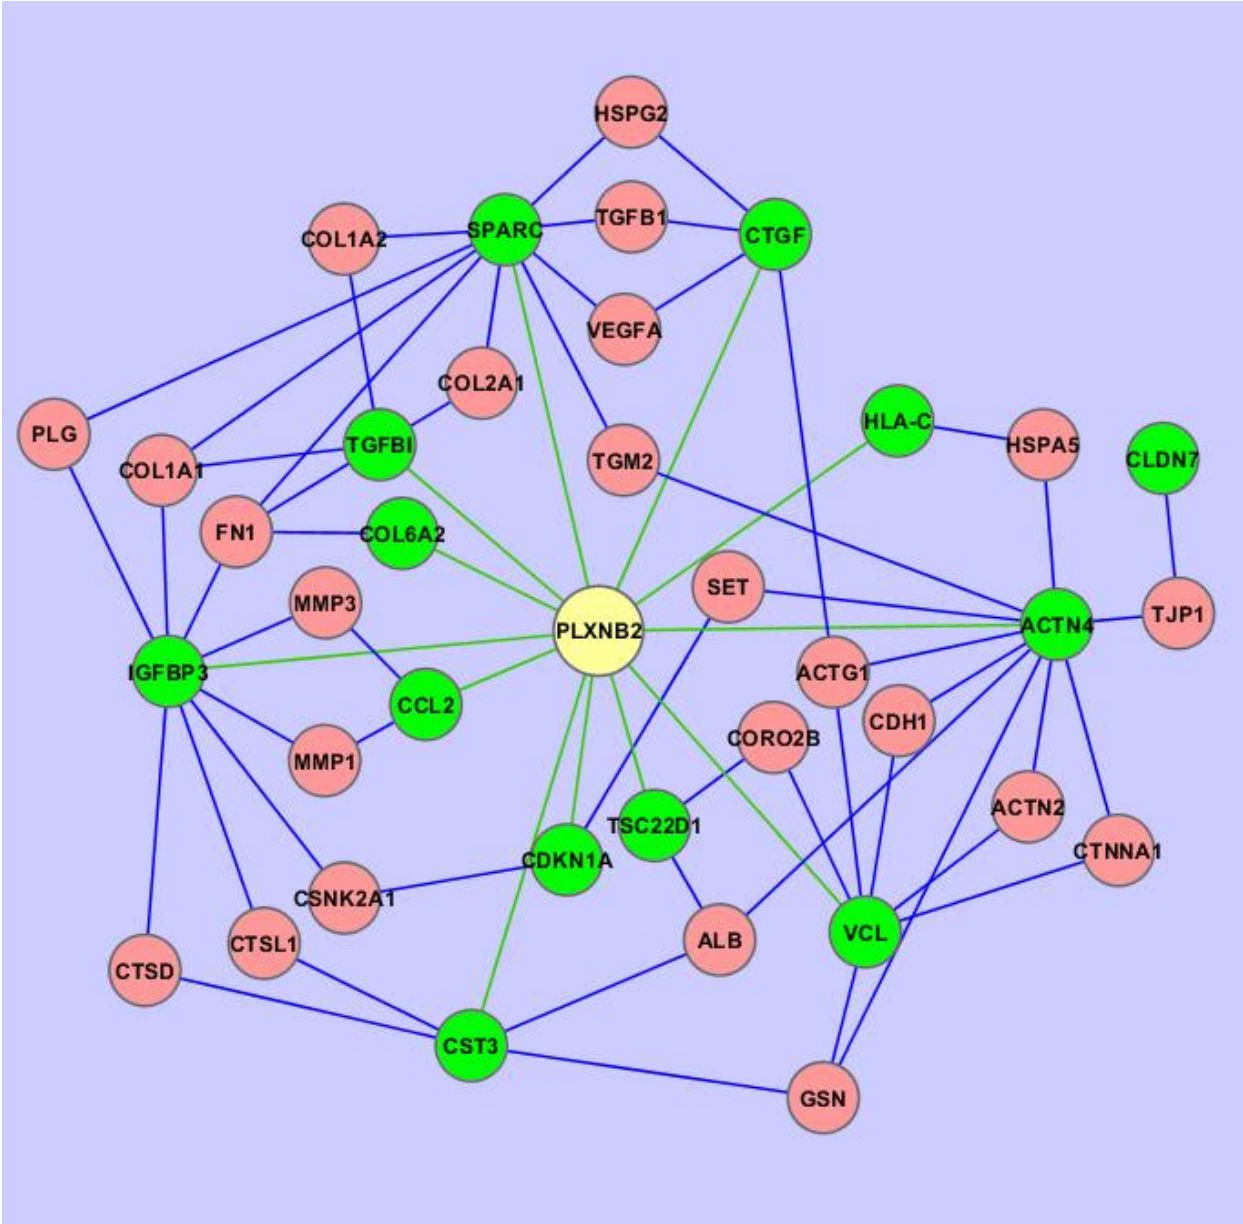 HSPG2
TGFB1
SPARC
CTGF
COL1A2
VEGFA
COL2A1
HLA-C
PLG
TGFBI
HSPA5
CLDN7
TGM2
COL1A1
FN1
COL6A2
SET
MMP3
TJP1
PLXNB2
ACTN4
IGFBP3
ACTG1
CCL2
CDH1
CORO2B
MMP1
ACTN2
TSC22D1
CTNNA1
CDKN1A
CSNK2A1
VCL
ALB
CTSL1
CTSD
CST3
GSN